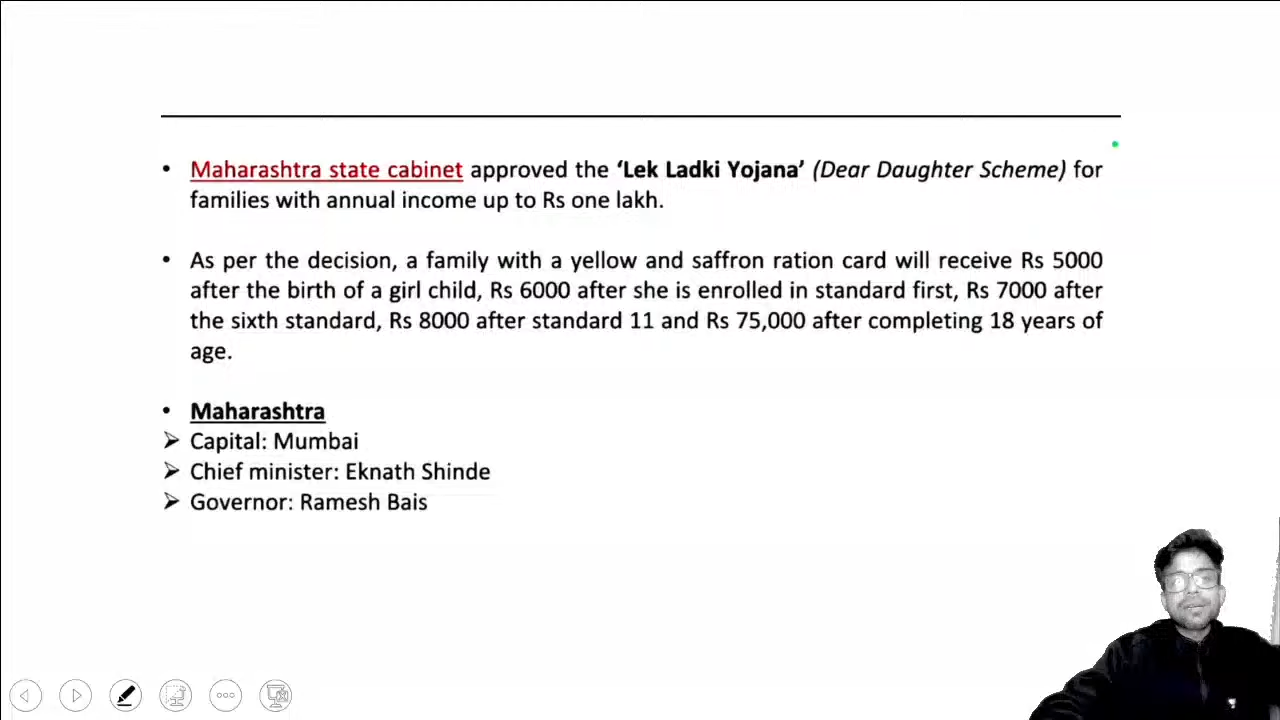 • Maharashtra state cabinet approved the ‘Lek Ladki Yojana’ (Dear Daughter Scheme) for
families with annual income up to Rs one lakh.
• As per the decision, a family with a yellow and saffron ration card will receive Rs 5000
after the birth of a girl child, Rs 6000 after she is enrolled in standard first, Rs 7000 after
the sixth standard, Rs 8000 after standard 11 and Rs 75,000 after completing 18 years of
age.
• Maharashtra
➢ Capital: Mumbai
➢ Chief minister: Eknath Shinde
➢ Governor: Ramesh Bais